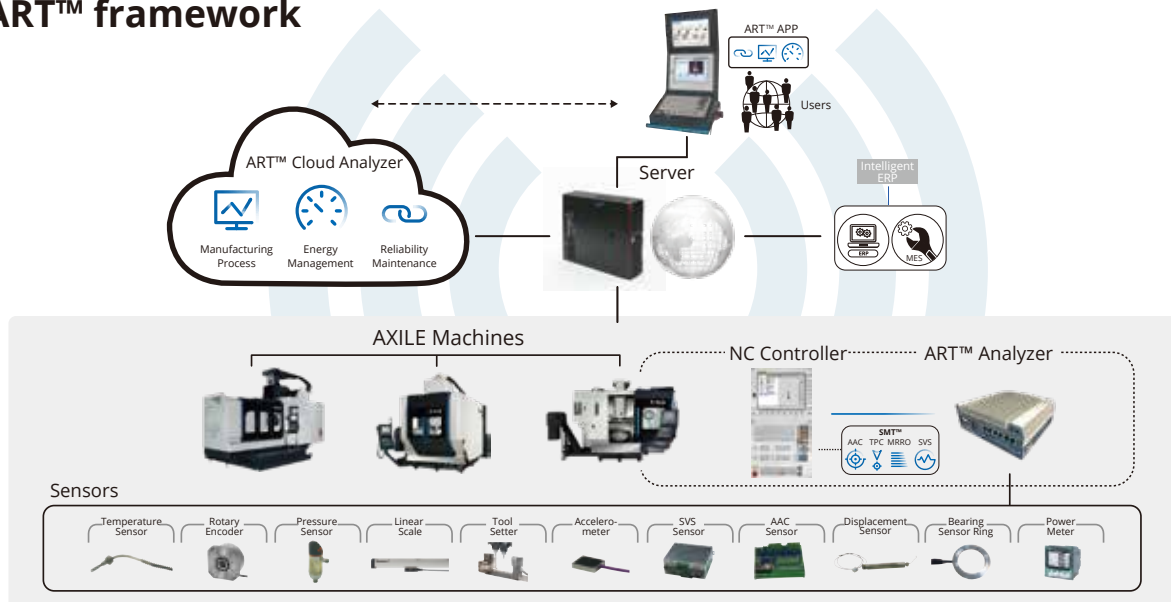 ART™ framework
ART™ APP
Users
ART™ Cloud Analyzer
Manufacturing
Process
Energy
Management
Reliability
Maintenance
Server
Intelligent
ERP
ERP
MES
AXILE Machines
NC Controller
ART™ Analyzer
SMT™
AAC TPC MRRO SVS
Sensors
Temperature
Sensor
Rotary
Encoder
Pressure
Sensor
Linear
Scale
Tool
Setter
Accelero-
meter
SVS
Sensor
AAC
Sensor
Displacement
Sensor
Bearing
Sensor Ring
Power
Meter